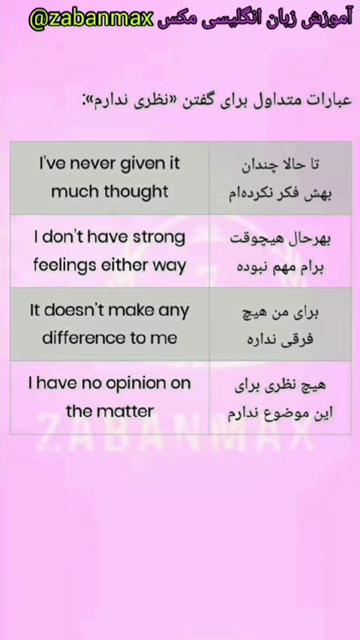 آموزش زبان انگلیسی مکس @zabanmax
عبارات متداول برای گفتن «نظری ندارم»:
I've never given it
much thought
تا حالا چندان
بهش فکر نکرده‌ام
I don't have strong
feelings either way
بهرحال هیچوقت
برام مهم نبوده
It doesn't make any
difference to me
برای من هیچ
فرقی نداره
I have no opinion on
the matter
هیچ نظری برای
این موضوع ندارم
ZABANMAX